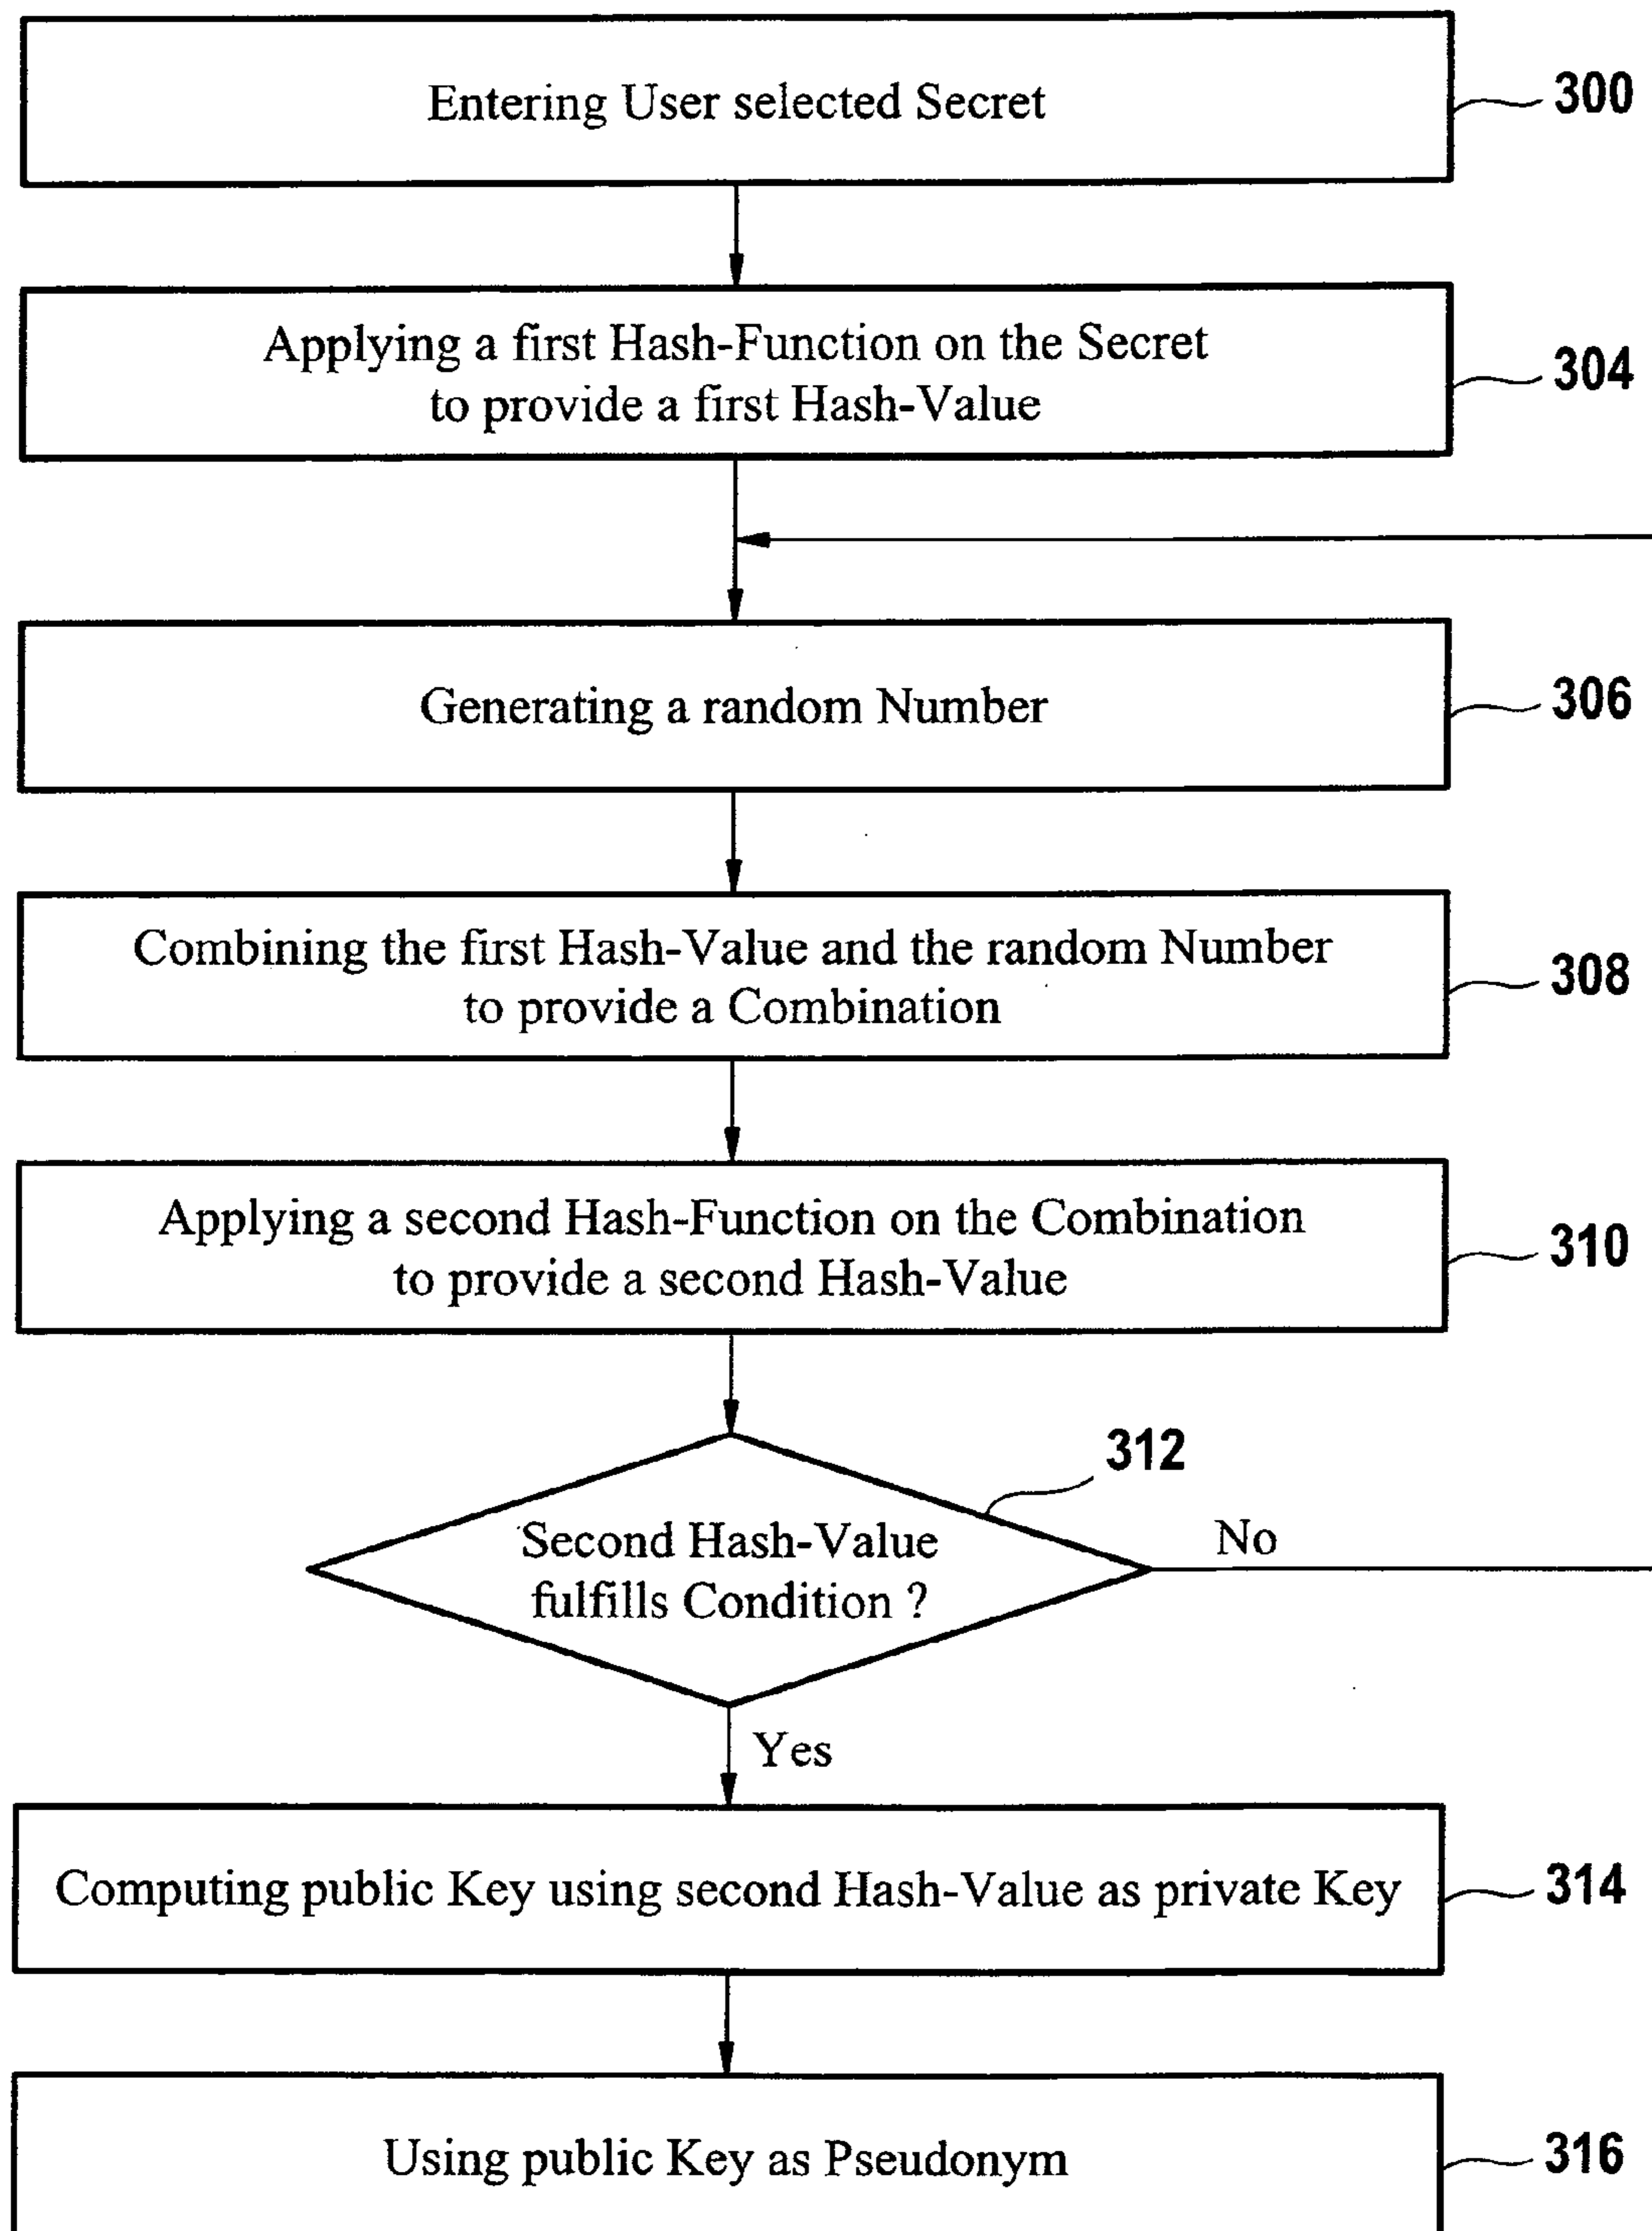 Entering User selected Secret
300
Applying a first Hash-Function on the Secret
to provide a first Hash-Value
304
Generating a random Number
306
Combining the first Hash-Value and the random Number
to provide a Combination
308
Applying a second Hash-Function on the Combination
to provide a second Hash-Value
310
312
Second Hash-Value
fulfills Condition ?
No
Yes
Computing public Key using second Hash-Value as private Key
314
Using public Key as Pseudonym
316